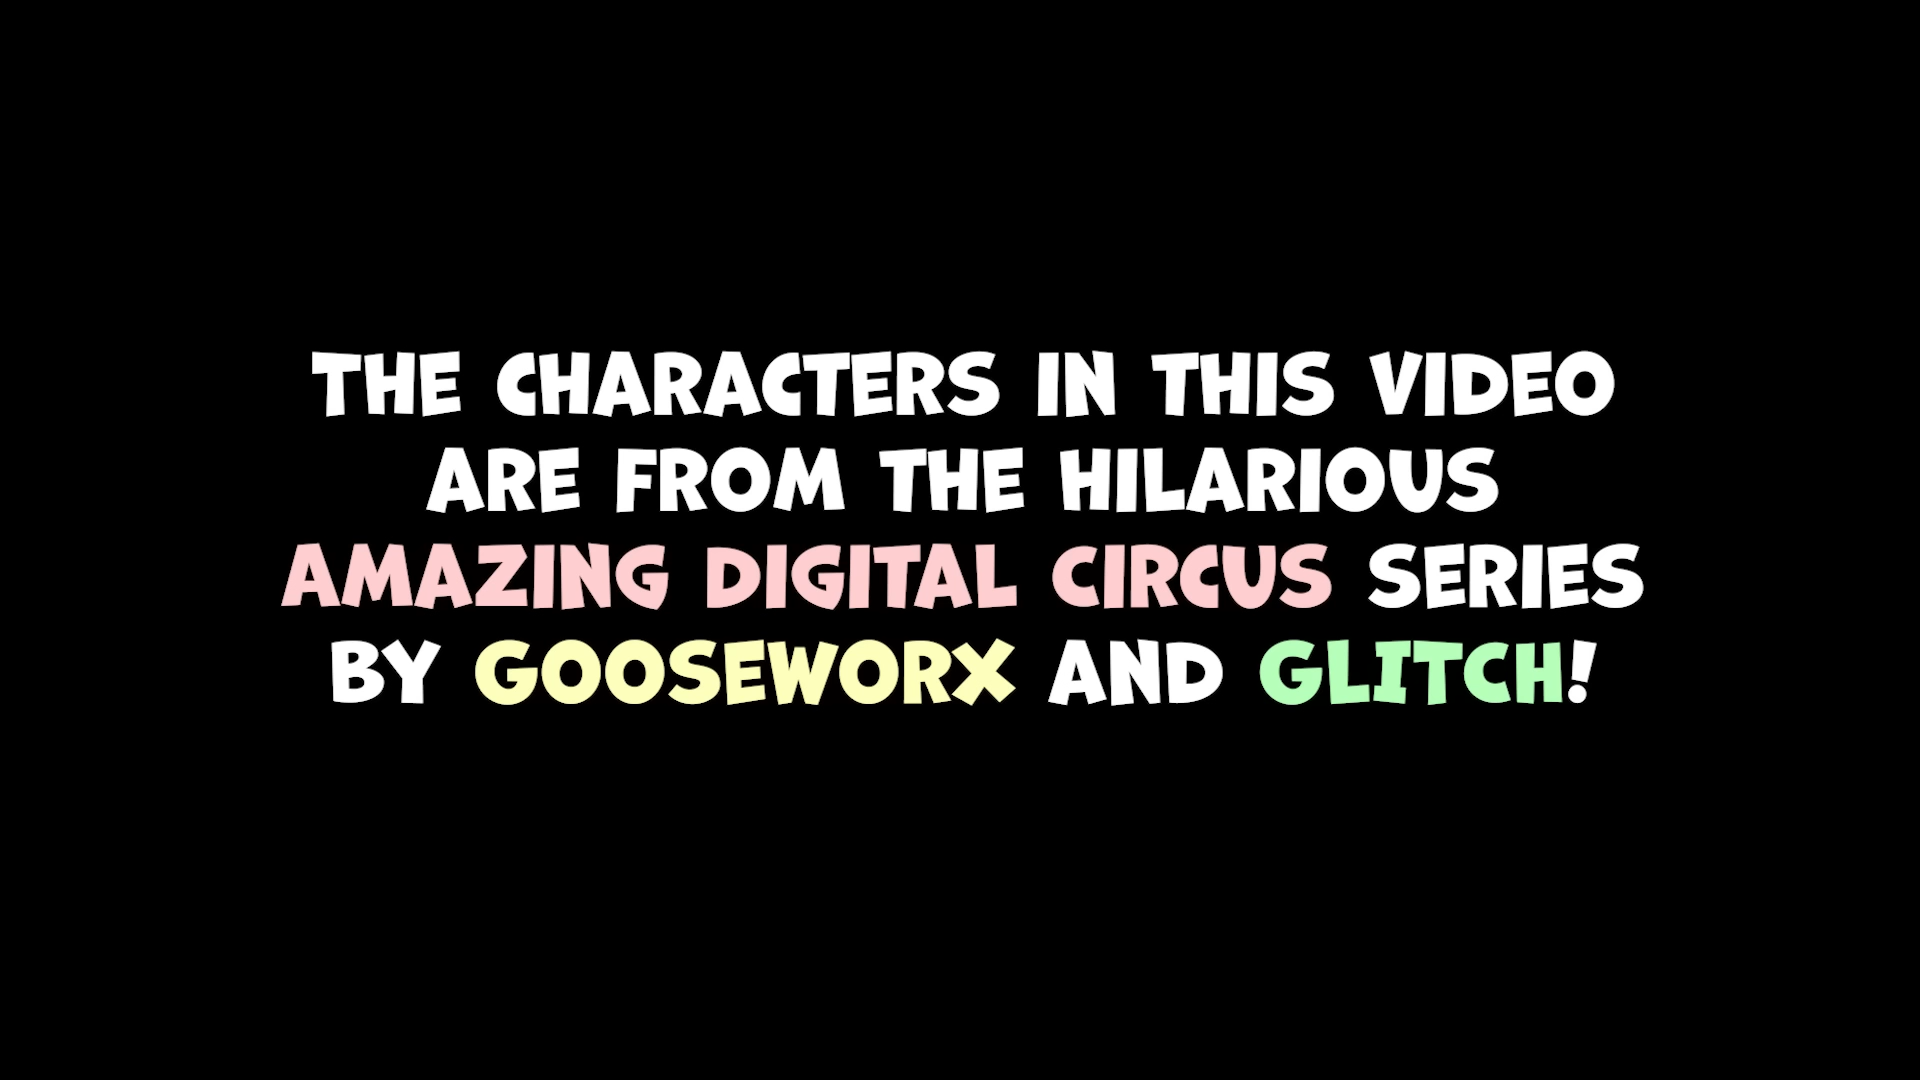 THE CHARACTERS IN THIS VIDEO
ARE FROM THE HILARIOUS
AMAZING DIGITAL CIRCUS SERIES
BY GOOSEWORX AND GLITCH!